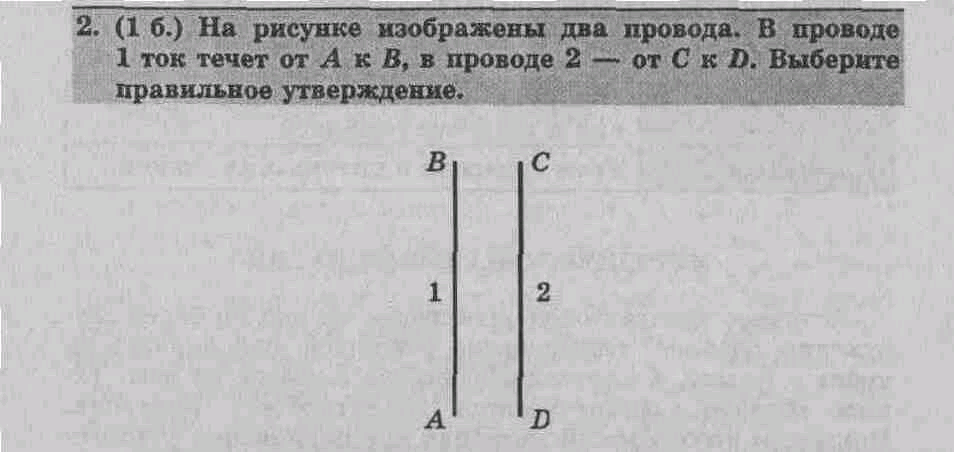 2. (1 б.) На рисунке изображены два провода. В проводе
1 ток течет от A к B, в проводе 2 — от C к D. Выберите
правильное утверждение.
B C
1 2
A D